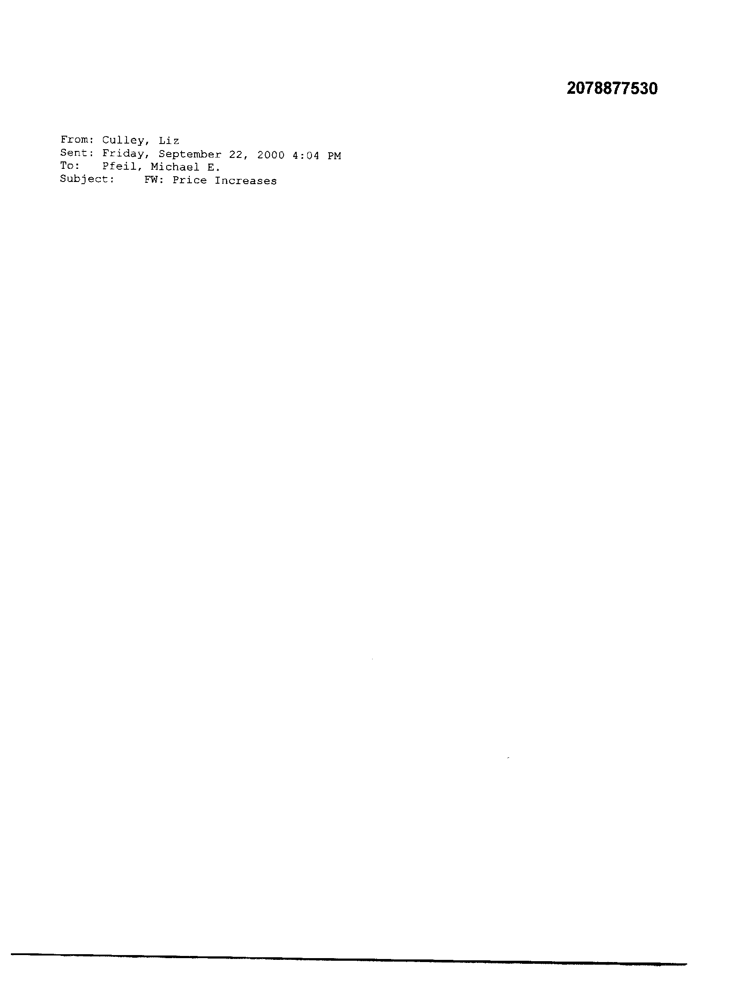 2078877530
From: Culley, Liz
Sent: Friday, September 22, 2000 4:04 PM
To: Pfeil, Michael E.
Subject: FW: Price Increases